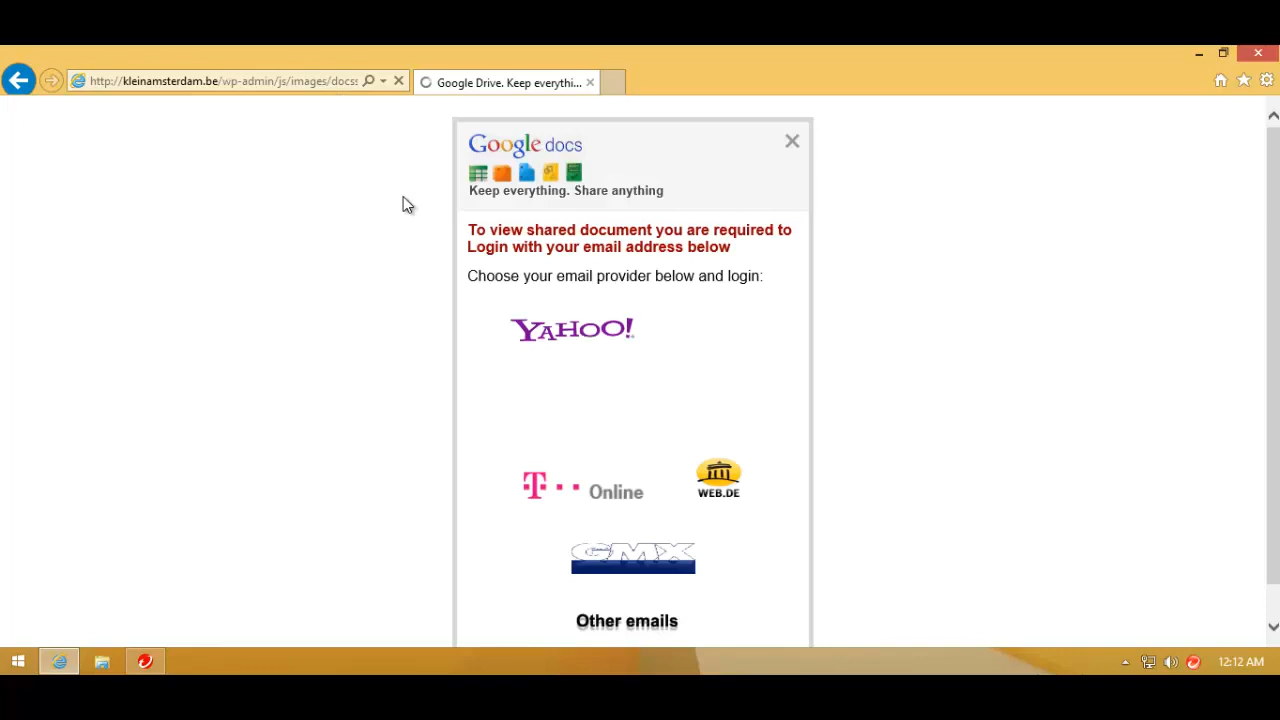 http://kleinamsterdam.be/wp-admin/js/images/docss
Google Drive. Keep everythi...
Google docs
Keep everything. Share anything
To view shared document you are required to
Login with your email address below
Choose your email provider below and login:
YAHOO!
T · · Online
WEB.DE
GMX
Other emails
12:12 AM